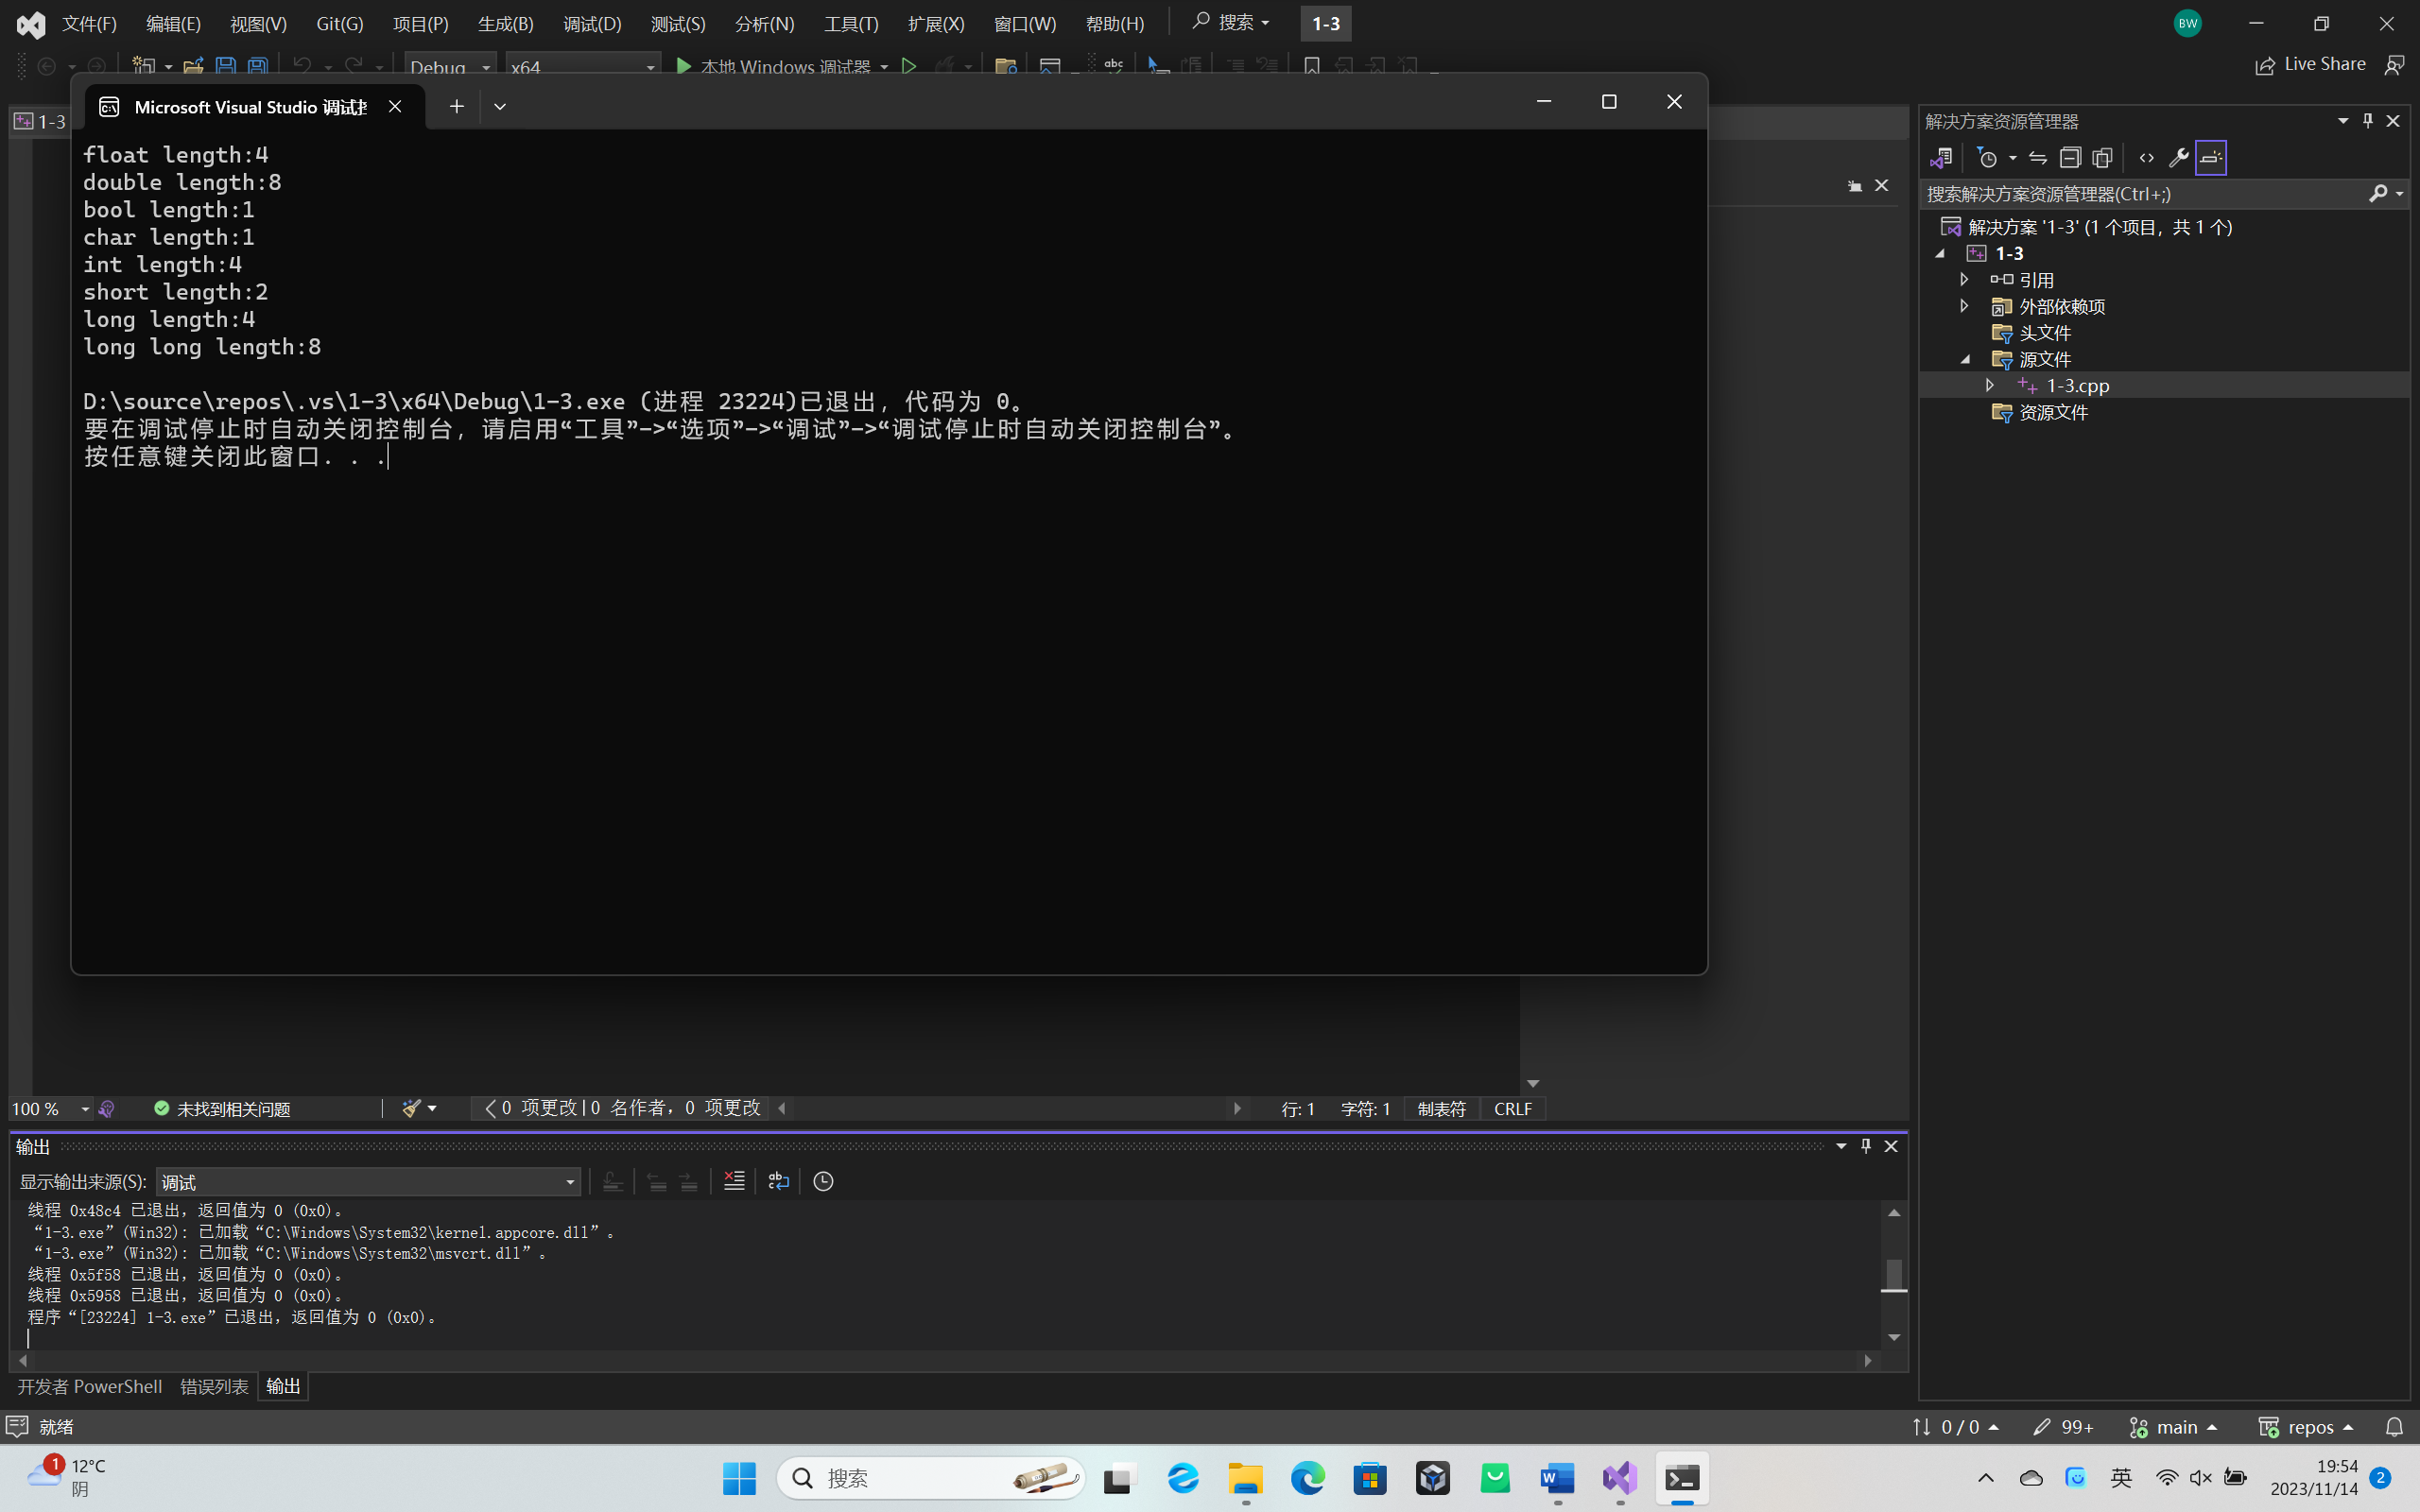 文件(F) 编辑(E) 视图(V) Git(G) 项目(P) 生成(B) 调试(D) 测试(S) 分析(N) 工具(T) 扩展(X) 窗口(W) 帮助(H) 搜索 1-3 BW
Debug x64 本地 Windows 调试器 Live Share
1-3
Microsoft Visual Studio 调试
float length:4
double length:8
bool length:1
char length:1
int length:4
short length:2
long length:4
long long length:8
D:\source\repos\.vs\1-3\x64\Debug\1-3.exe (进程 23224)已退出，代码为 0。
要在调试停止时自动关闭控制台，请启用“工具”->“选项”->“调试”->“调试停止时自动关闭控制台”。
按任意键关闭此窗口. . .
解决方案资源管理器
搜索解决方案资源管理器(Ctrl+;)
解决方案 '1-3' (1 个项目，共 1 个)
1-3
引用
外部依赖项
头文件
源文件
1-3.cpp
资源文件
100 % 未找到相关问题 0 项更改 | 0 名作者，0 项更改 行: 1 字符: 1 制表符 CRLF
输出
显示输出来源(S): 调试
线程 0x48c4 已退出，返回值为 0 (0x0)。
“1-3.exe”(Win32): 已加载“C:\Windows\System32\kernel.appcore.dll”。
“1-3.exe”(Win32): 已加载“C:\Windows\System32\msvcrt.dll”。
线程 0x5f58 已退出，返回值为 0 (0x0)。
线程 0x5958 已退出，返回值为 0 (0x0)。
程序“[23224] 1-3.exe”已退出，返回值为 0 (0x0)。
开发者 PowerShell 错误列表 输出
就绪 0 / 0 99+ main repos
1 12°C
阴
搜索
英
19:54
2023/11/14
2